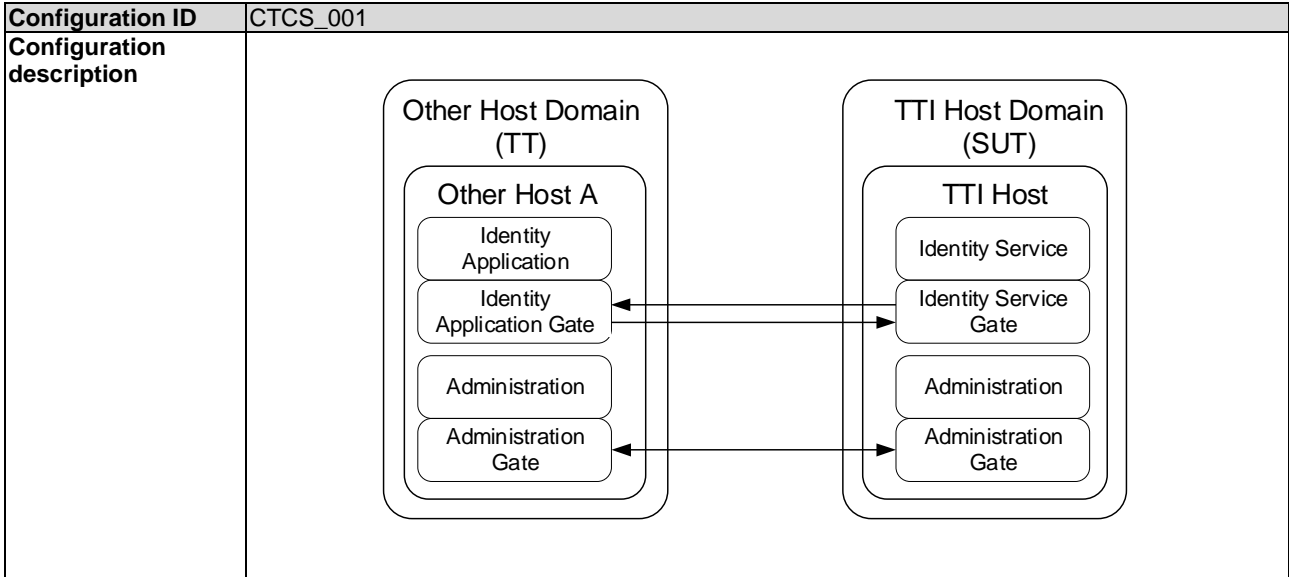 Configuration ID CTCS_001
Configuration
description
Other Host Domain
(TT)
Other Host A
Identity
Application
Identity
Application Gate
Administration
Administration
Gate
TTI Host Domain
(SUT)
TTI Host
Identity Service
Identity Service
Gate
Administration
Administration
Gate